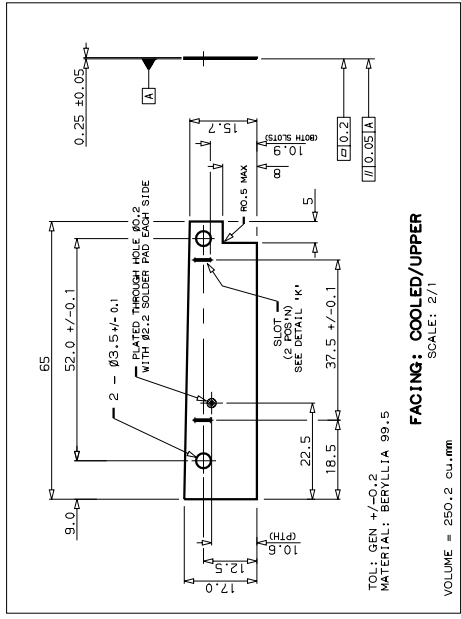 65
52.0 +/-0.1
9.0
2 - Ø3.5+/-0.1
PLATED THROUGH HOLE Ø0.2
WITH Ø2.2 SOLDER PAD EACH SIDE
0.25 ±0.05
A
17.0
12.5
10.6
(PTH)
15.7
10.9
(BOTH SLOTS)
8
R0.5 MAX
5
SLOT
(2 POS'N)
SEE DETAIL 'K'
22.5
18.5
37.5 +/-0.1
0.2
// 0.05 A
TOL: GEN +/-0.2
MATERIAL: BERYLLIA 99.5
FACING: COOLED/UPPER
SCALE: 2/1
VOLUME = 250.2 cu.mm